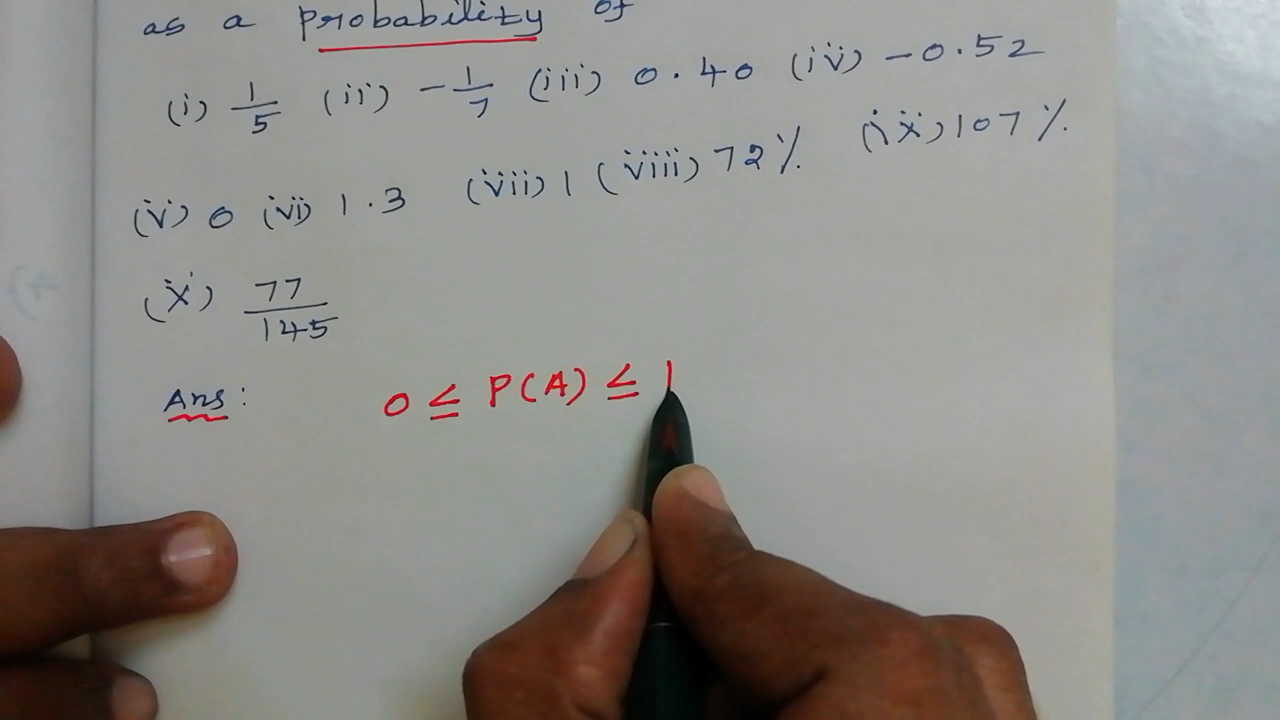 as a probability of
(i) 1/5 (ii) -1/7 (iii) 0.40 (iv) -0.52
(v) 0 (vi) 1.3 (vii) 1 (viii) 72% (ix) 107%
(x) 77/145
Ans: 0 ≤ P(A) ≤ 1